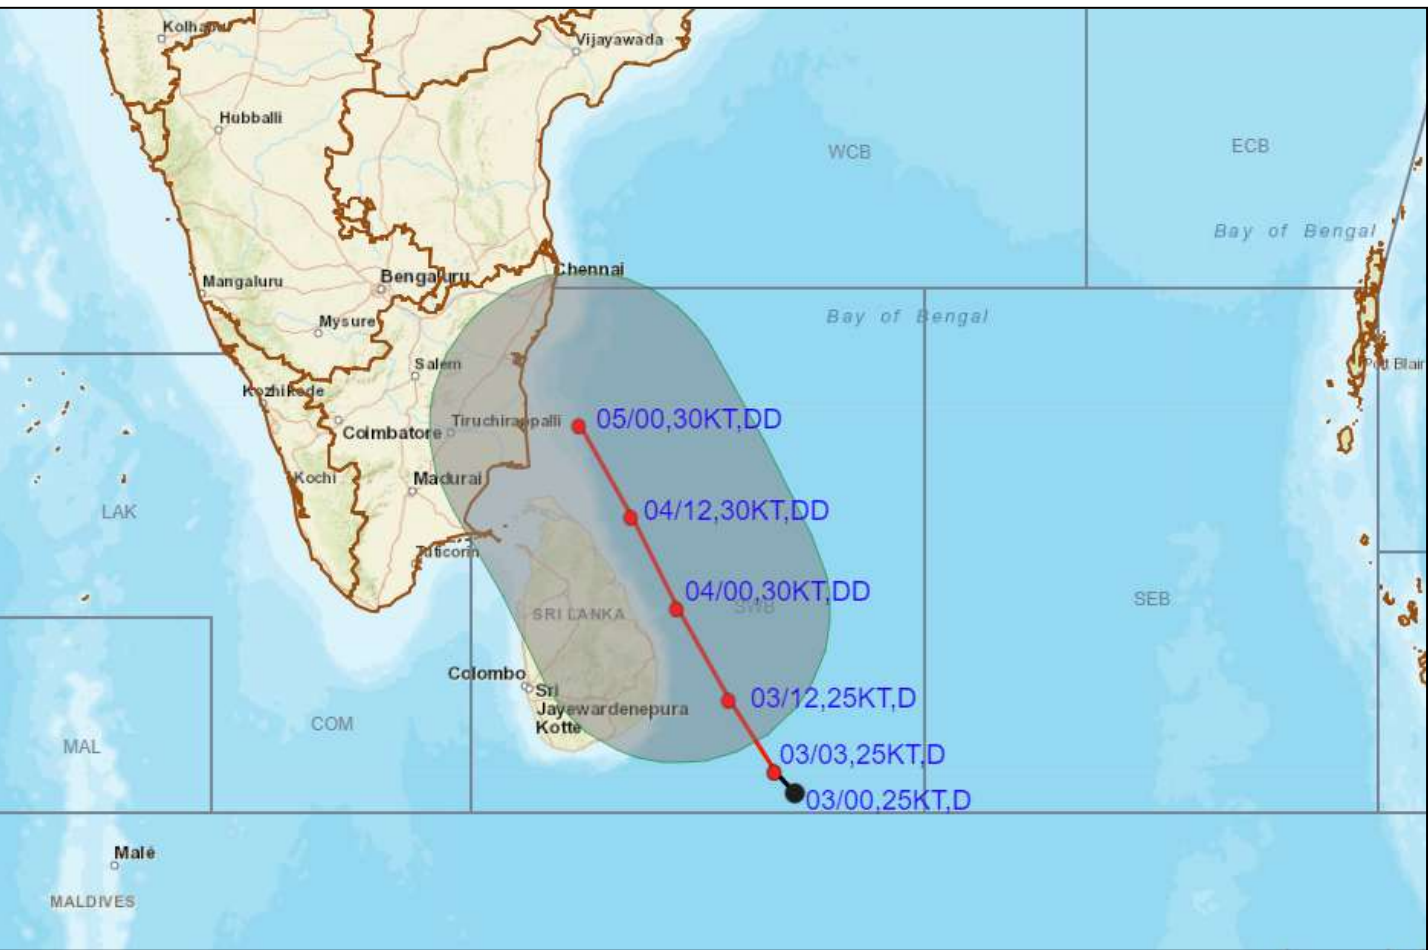 Kolhapu
Vijayawada
Hubballi
WCB
ECB
Bay of Bengal
Chennai
Bengaluru
Mangaluru
Bay of Bengal
Mysure
Salem
Port Blair
Kozhikode
Tiruchirappalli
05/00,30KT,DD
Coimbatore
Kochi
Madurai
LAK
04/12,30KT,DD
Tuticorin
04/00,30KT,DD
SWB
SEB
SRI LANKA
Colombo
Sri
Jayewardenepura
Kotte
03/12,25KT,D
COM
MAL
03/03,25KT,D
03/00,25KT,D
Malé
MALDIVES